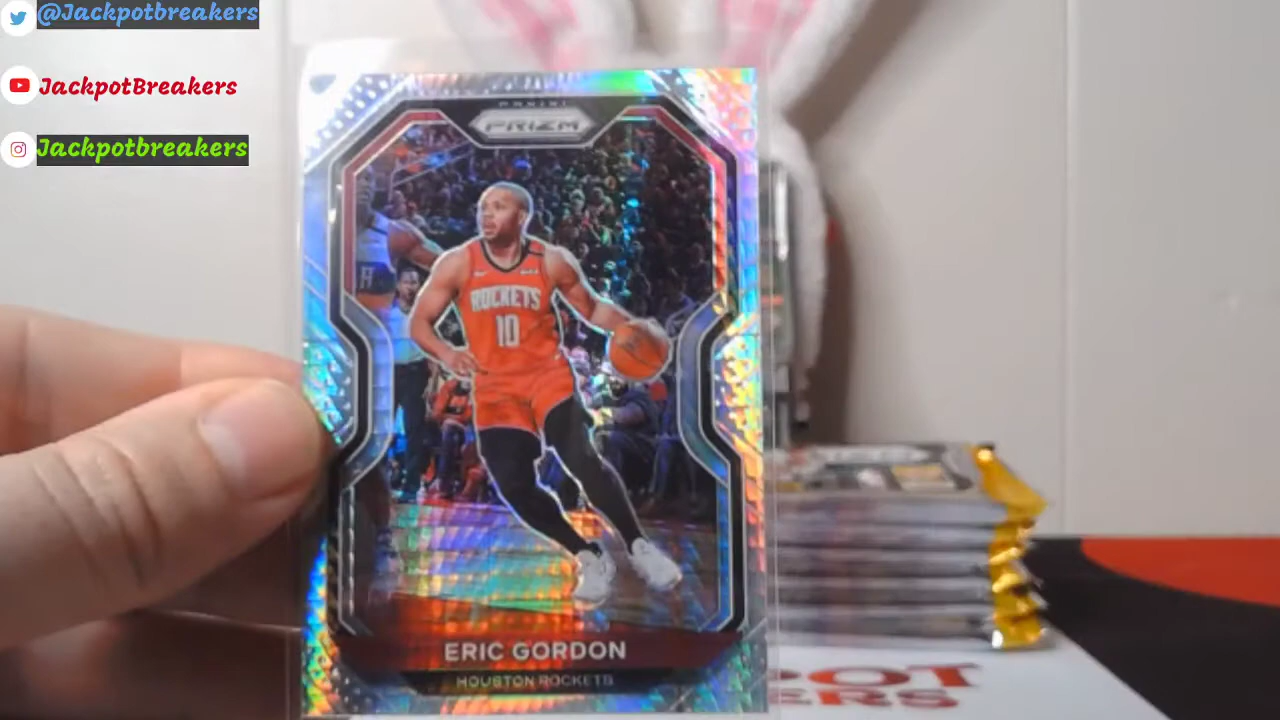 @Jackpotbreakers
JackpotBreakers
Jackpotbreakers
PANINI
PRIZM
ROCKETS
10
ERIC GORDON
HOUSTON ROCKETS